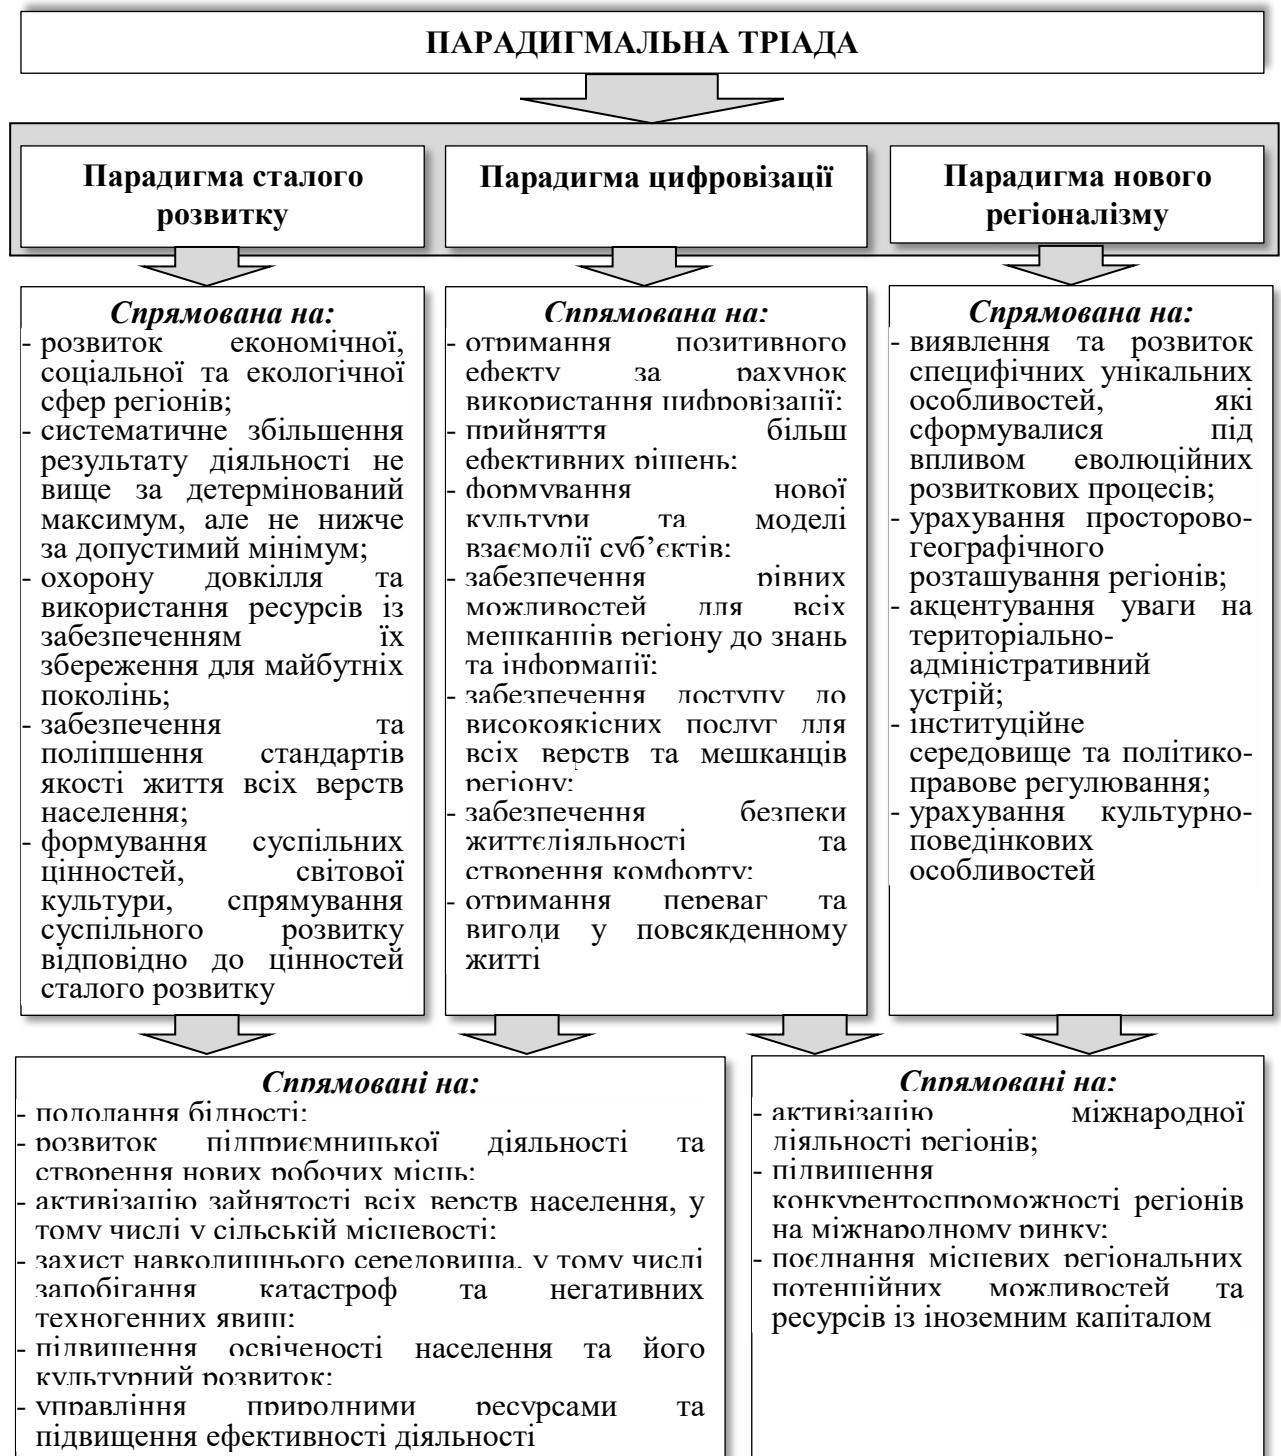 ПАРАДИГМАЛЬНА ТРІАДА
Парадигма сталого
розвитку
Парадигма цифровізації
Парадигма нового
регіоналізму
Спрямована на:
- розвиток економічної,
соціальної та екологічної
сфер регіонів;
- систематичне збільшення
результату діяльності не
вище за детермінований
максимум, але не нижче
за допустимий мінімум;
- охорону довкілля та
використання ресурсів із
забезпеченням їх
збереження для майбутніх
поколінь;
- забезпечення та
поліпшення стандартів
якості життя всіх верств
населення;
- формування суспільних
цінностей, світової
культури, спрямування
суспільного розвитку
відповідно до цінностей
сталого розвитку
Спрямована на:
- отримання позитивного
ефекту за рахунок
використання цифровізації;
- прийняття більш
ефективних рішень;
- формування нової
культури та моделі
взаємодії суб’єктів;
- забезпечення рівних
можливостей для всіх
мешканців регіону до знань
та інформації;
- забезпечення доступу до
високоякісних послуг для
всіх верств та мешканців
регіону;
- забезпечення безпеки
життєдіяльності та
створення комфорту;
- отримання переваг та
вигоди у повсякденному
житті
Спрямована на:
- виявлення та розвиток
специфічних унікальних
особливостей, які
сформувалися під
впливом еволюційних
розвиткових процесів;
- урахування просторово-
географічного
розташування регіонів;
- акцентування уваги на
територіально-
адміністративний
устрій;
- інституційне
середовище та політико-
правове регулювання;
- урахування культурно-
поведінкових
особливостей
Спрямовані на:
- подолання бідності;
- розвиток підприємницької діяльності та
створення нових робочих місць;
- активізацію зайнятості всіх верств населення, у
тому числі у сільській місцевості;
- захист навколишнього середовища, у тому числі
запобігання катастроф та негативних
техногенних явищ;
- підвищення освіченості населення та його
культурний розвиток;
- управління природними ресурсами та
підвищення ефективності діяльності
Спрямовані на:
- активізацію міжнародної
діяльності регіонів;
- підвищення
конкурентоспроможності регіонів
на міжнародному ринку;
- поєднання місцевих регіональних
потенційних можливостей та
ресурсів із іноземним капіталом